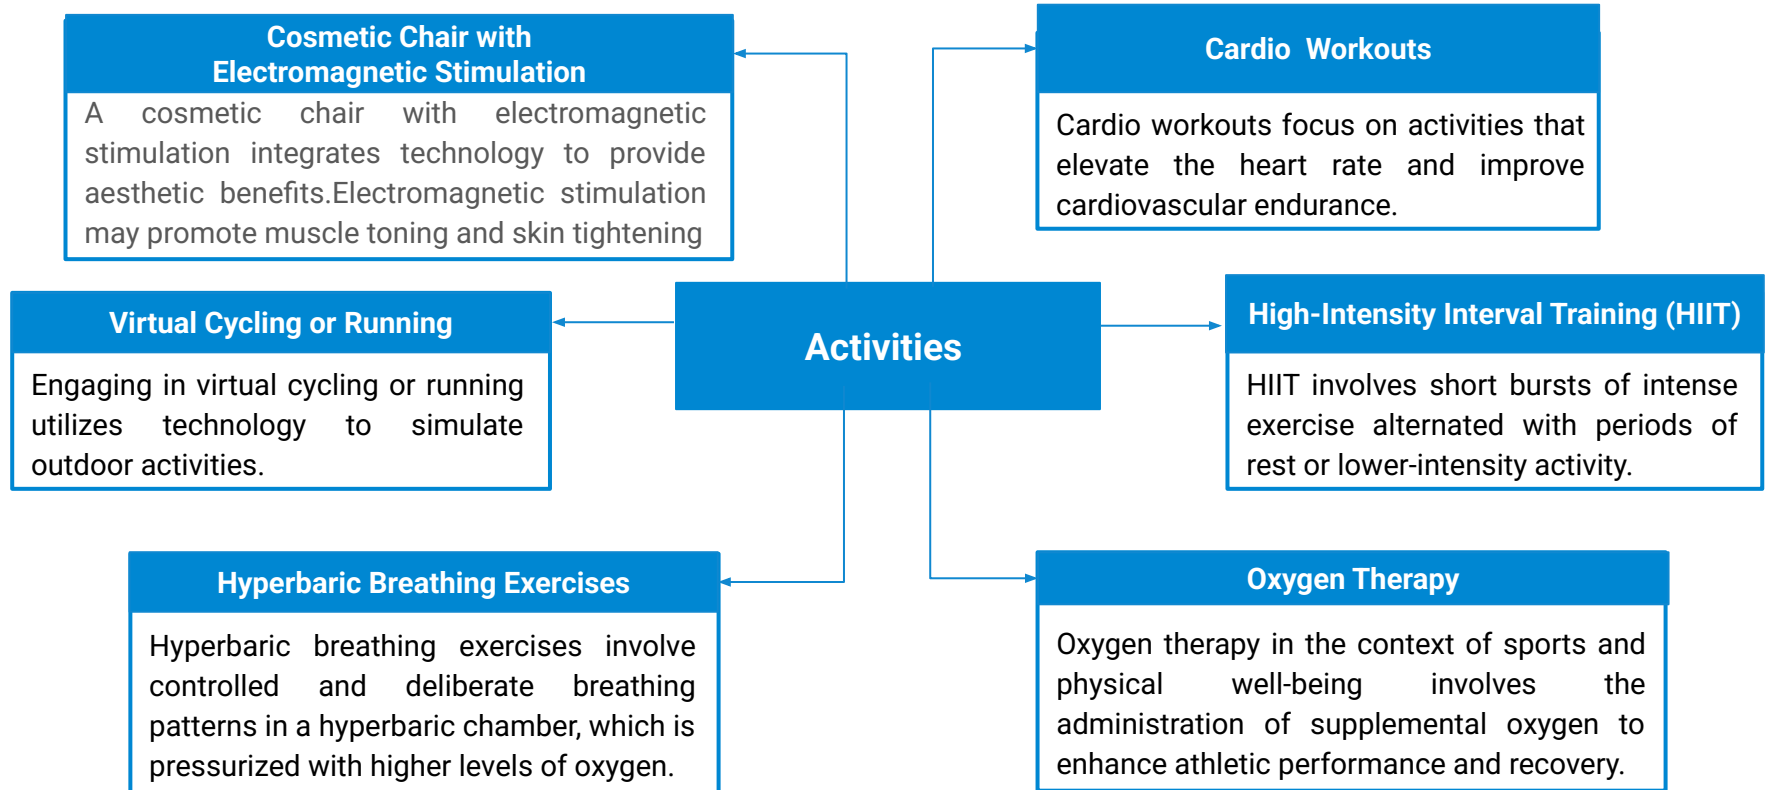 Cosmetic Chair with
Electromagnetic Stimulation
A cosmetic chair with electromagnetic
stimulation integrates technology to provide
aesthetic benefits.Electromagnetic stimulation
may promote muscle toning and skin tightening
Cardio Workouts
Cardio workouts focus on activities that
elevate the heart rate and improve
cardiovascular endurance.
Virtual Cycling or Running
Engaging in virtual cycling or running
utilizes technology to simulate
outdoor activities.
Activities
High-Intensity Interval Training (HIIT)
HIIT involves short bursts of intense
exercise alternated with periods of
rest or lower-intensity activity.
Hyperbaric Breathing Exercises
Hyperbaric breathing exercises involve
controlled and deliberate breathing
patterns in a hyperbaric chamber, which is
pressurized with higher levels of oxygen.
Oxygen Therapy
Oxygen therapy in the context of sports and
physical well-being involves the
administration of supplemental oxygen to
enhance athletic performance and recovery.